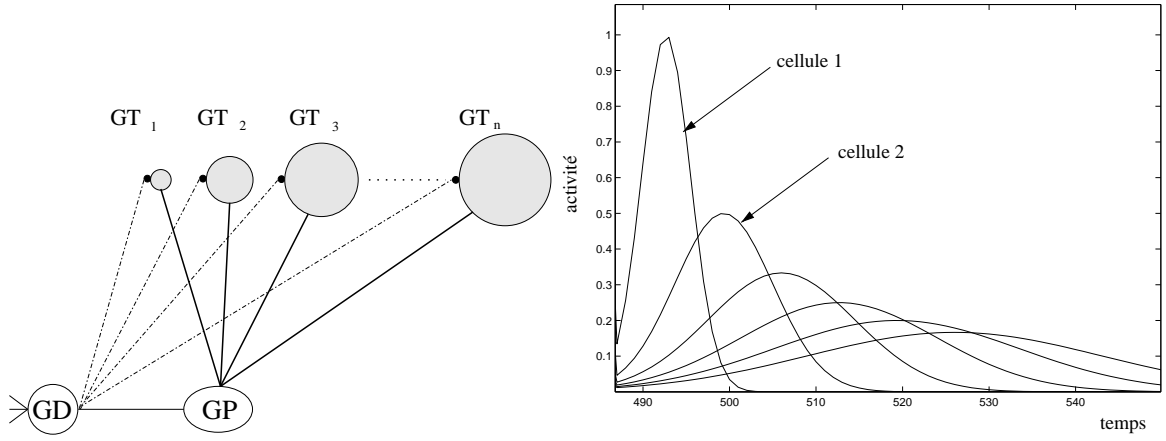 GT 1 GT 2 GT 3 GT n
GD GP
1
0.9
0.8
0.7
0.6
0.5
0.4
0.3
0.2
0.1
activité
cellule 1
cellule 2
490 500 510 520 530 540
temps